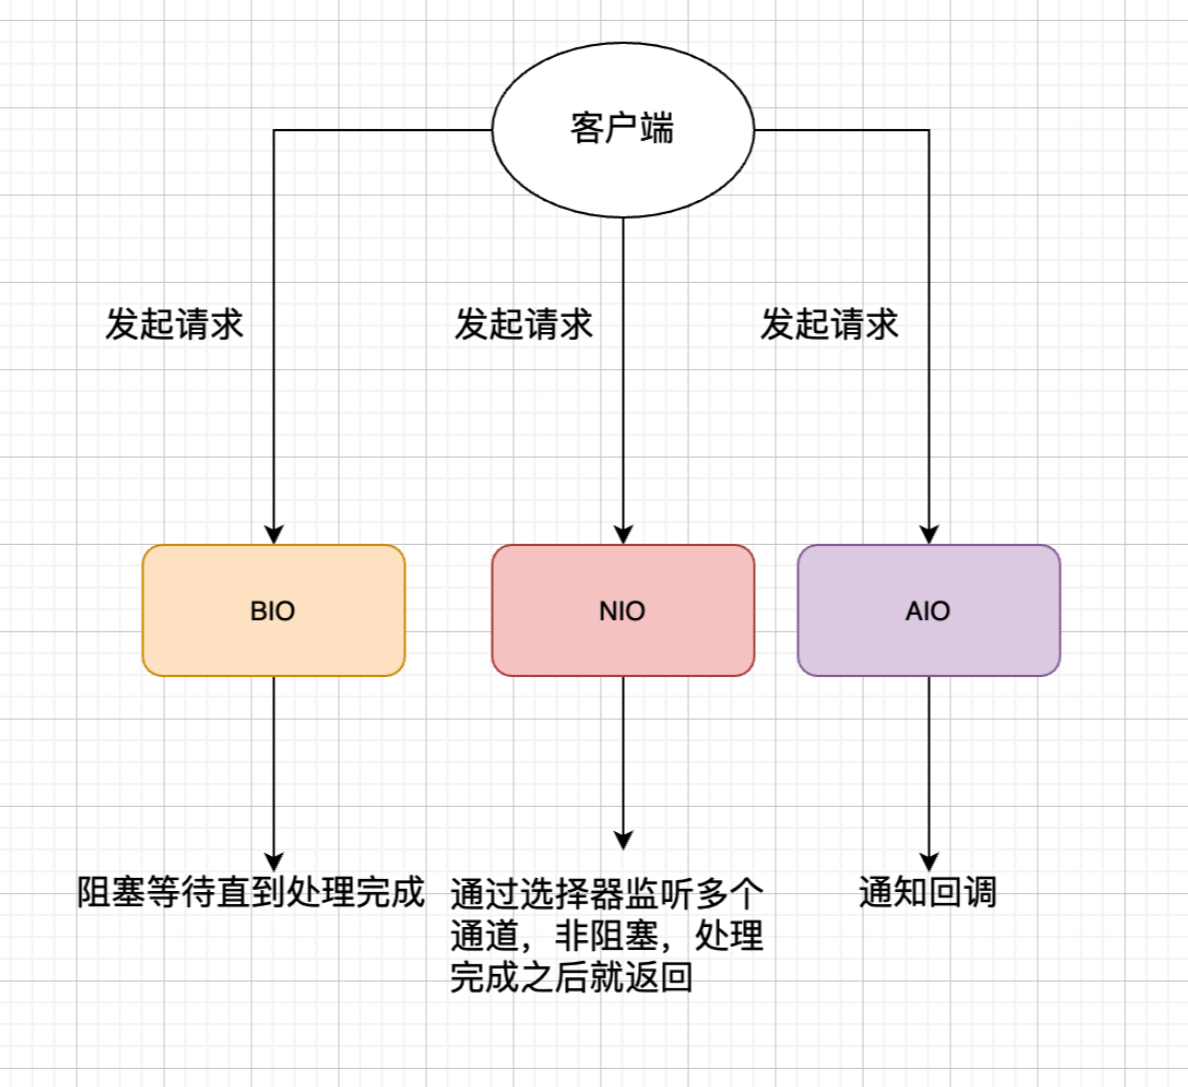 客户端
发起请求
发起请求
发起请求
BIO
NIO
AIO
阻塞等待直到处理完成
通过选择器监听多个
通道，非阻塞，处理
完成之后就返回
通知回调